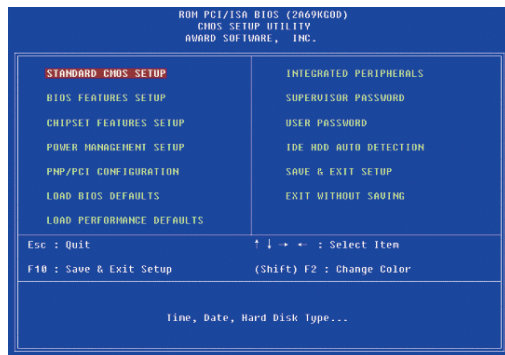 ROM PCI/ISA BIOS (2A69KG0D)
CMOS SETUP UTILITY
AWARD SOFTWARE, INC.
STANDARD CMOS SETUP
BIOS FEATURES SETUP
CHIPSET FEATURES SETUP
POWER MANAGEMENT SETUP
PNP/PCI CONFIGURATION
LOAD BIOS DEFAULTS
LOAD PERFORMANCE DEFAULTS
INTEGRATED PERIPHERALS
SUPERVISOR PASSWORD
USER PASSWORD
IDE HDD AUTO DETECTION
SAVE & EXIT SETUP
EXIT WITHOUT SAVING
Esc : Quit
F10 : Save & Exit Setup
↑ ↓ → ← : Select Item
(Shift) F2 : Change Color
Time, Date, Hard Disk Type...